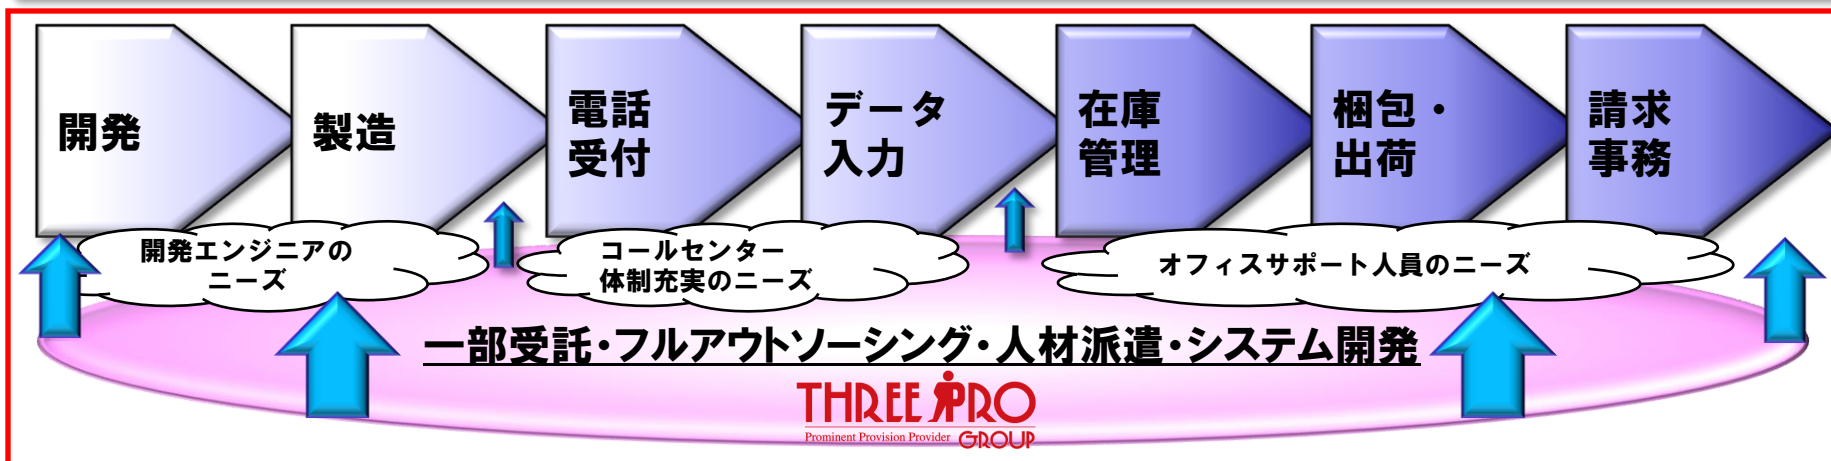 開発
製造
電話
受付
データ
入力
在庫
管理
梱包・
出荷
請求
事務
開発エンジニアの
ニーズ
コールセンター
体制充実のニーズ
オフィスサポート人員のニーズ
一部受託・フルアウトソーシング・人材派遣・システム開発
THREE PRO
Prominent Provision Provider GROUP